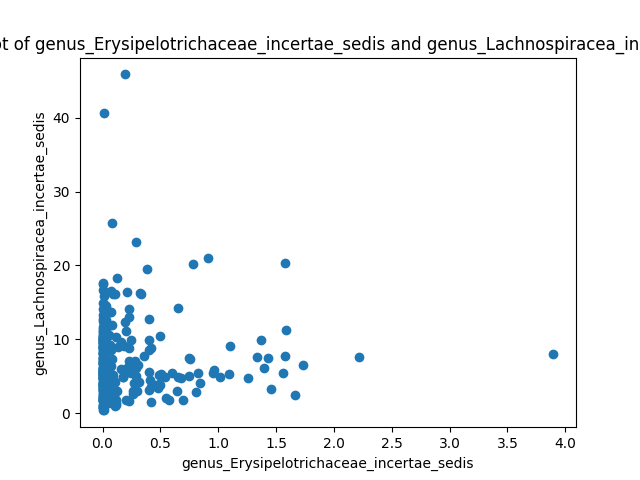 ot of genus_Erysipelotrichaceae_incertae_sedis and genus_Lachnospiracea_in
genus_Lachnospiracea_incertae_sedis
40
30
20
10
0
0.0 0.5 1.0 1.5 2.0 2.5 3.0 3.5 4.0
genus_Erysipelotrichaceae_incertae_sedis